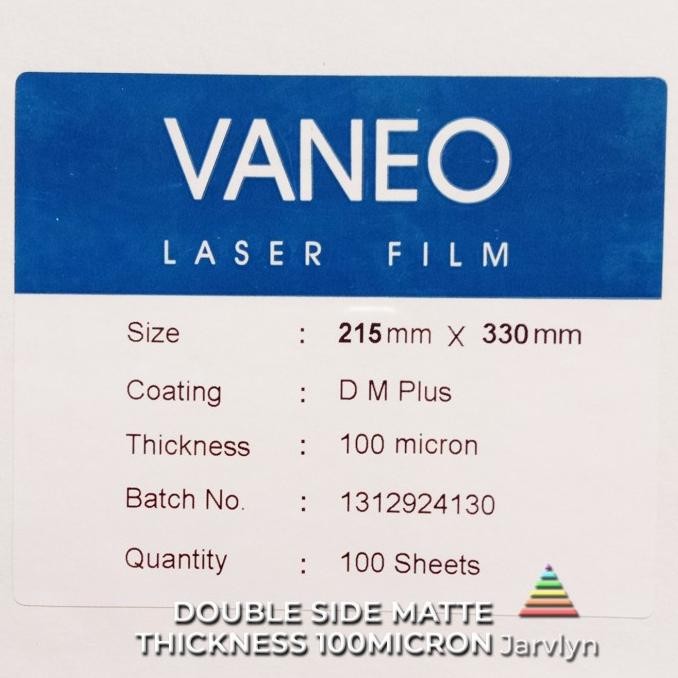 VANEO
LASER FILM
Size : 215mm X 330mm
Coating : D M Plus
Thickness : 100 micron
Batch No. : 1312924130
Quantity : 100 Sheets
DOUBLE SIDE MATTE
THICKNESS 100MICRON Jarvlyn